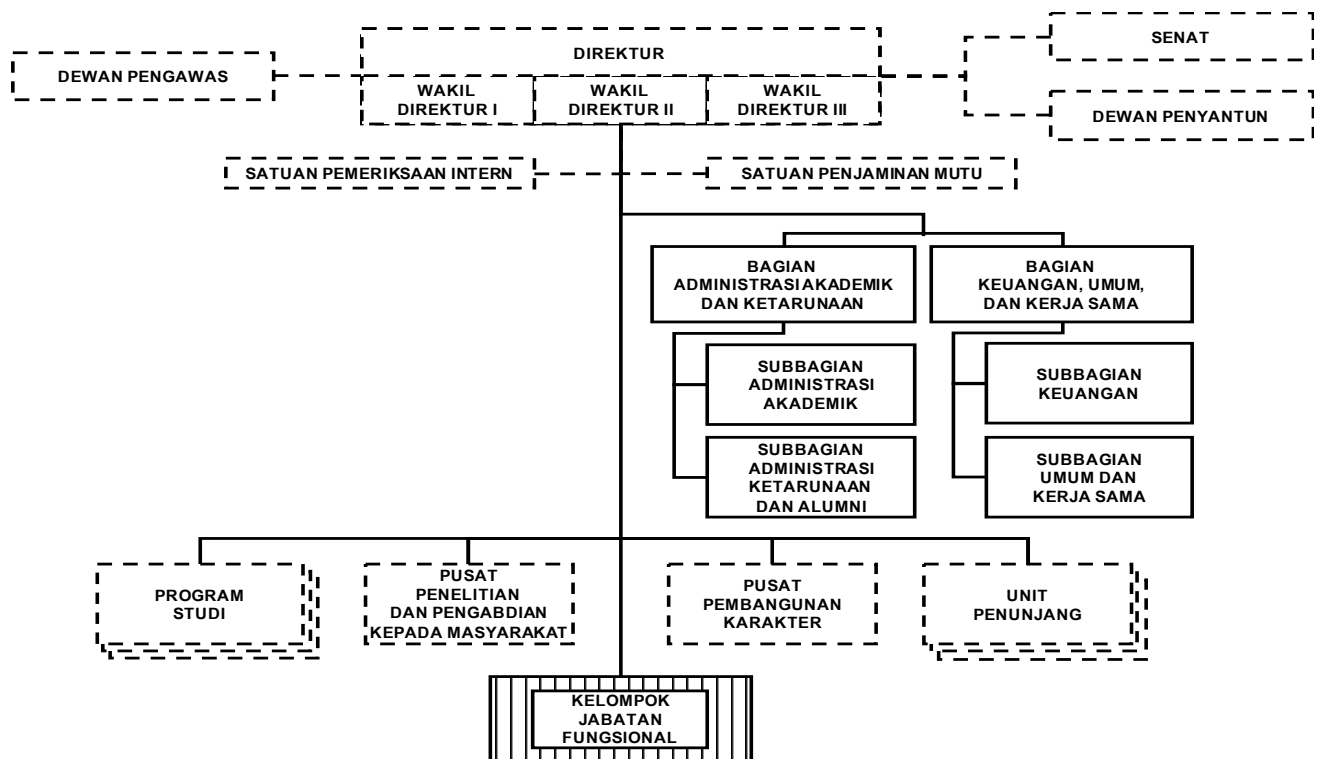 DIREKTUR
SENAT
DEWAN PENGAWAS
WAKIL
DIREKTUR I
WAKIL
DIREKTUR II
WAKIL
DIREKTUR III
DEWAN PENYANTUN
SATUAN PEMERIKSAAN INTERN
SATUAN PENJAMINAN MUTU
BAGIAN
ADMINISTRASI AKADEMIK
DAN KETARUNAAN
BAGIAN
KEUANGAN, UMUM,
DAN KERJA SAMA
SUBBAGIAN
ADMINISTRASI
AKADEMIK
SUBBAGIAN
KEUANGAN
SUBBAGIAN
ADMINISTRASI
KETARUNAAN
DAN ALUMNI
SUBBAGIAN
UMUM DAN
KERJA SAMA
PROGRAM
STUDI
PUSAT
PENELITIAN
DAN PENGABDIAN
KEPADA MASYARAKAT
PUSAT
PEMBANGUNAN
KARAKTER
UNIT
PENUNJANG
KELOMPOK
JABATAN
FUNGSIONAL